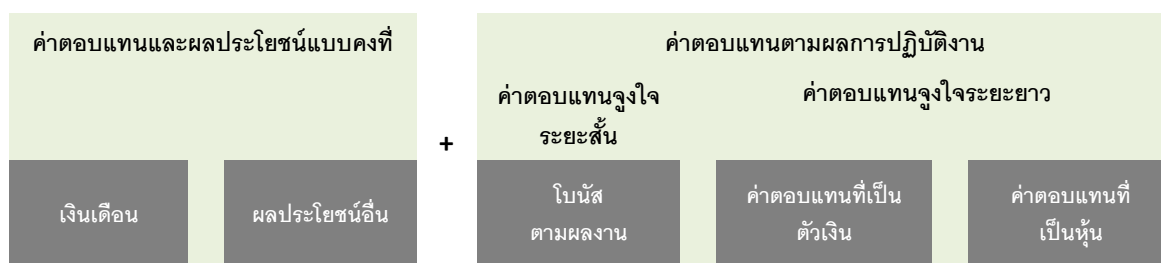 ค่าตอบแทนและผลประโยชน์แบบคงที่
ค่าตอบแทนตามผลการปฏิบัติงาน
ค่าตอบแทนจูงใจ
ระยะสั้น
ค่าตอบแทนจูงใจระยะยาว
+
เงินเดือน
ผลประโยชน์อื่น
โบนัส
ตามผลงาน
ค่าตอบแทนที่เป็น
ตัวเงิน
ค่าตอบแทนที่
เป็นหุ้น